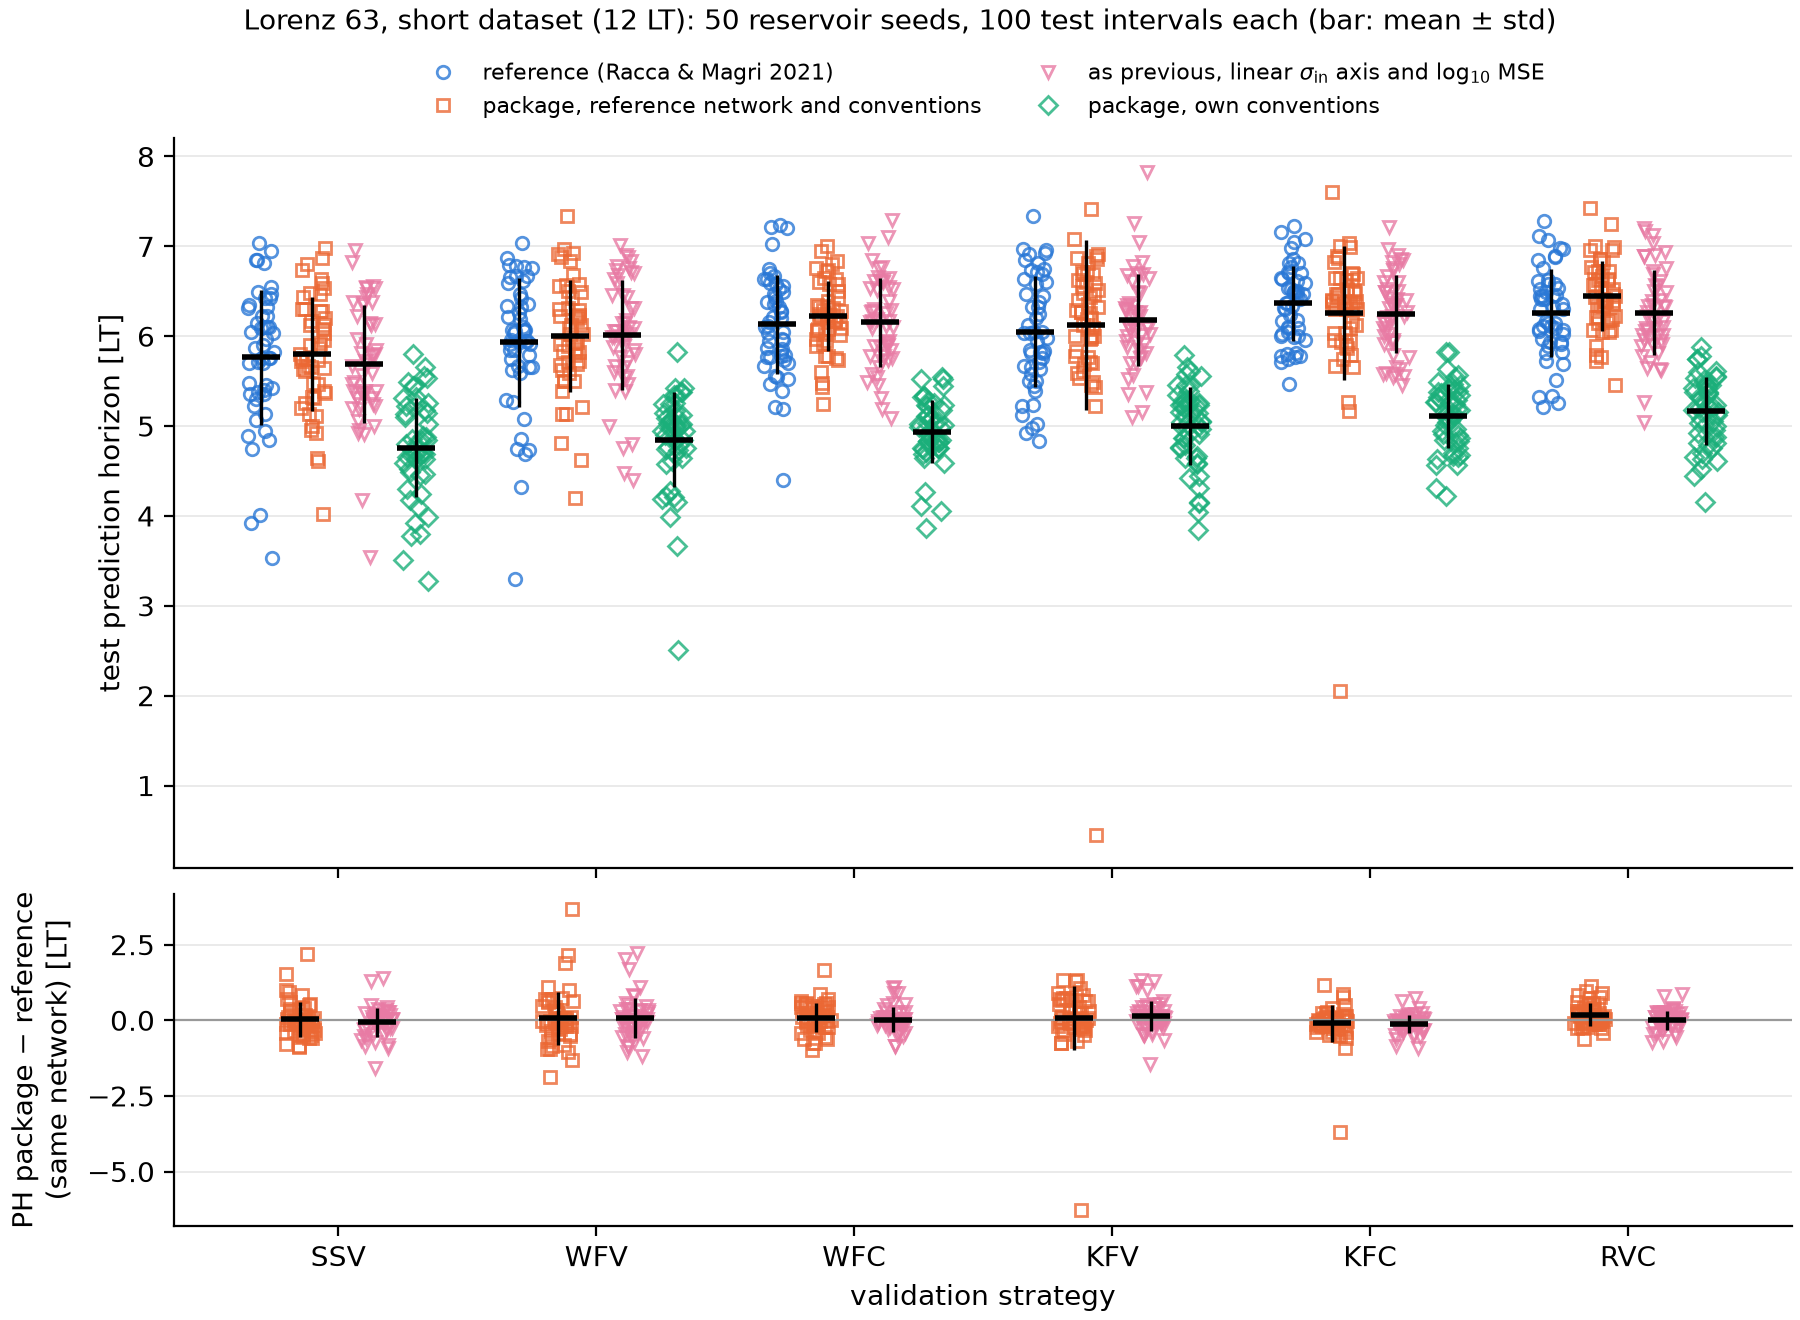 Lorenz 63, short dataset (12 LT): 50 reservoir seeds, 100 test intervals each (bar: mean ± std)
reference (Racca & Magri 2021)
package, reference network and conventions
as previous, linear σin axis and log10 MSE
package, own conventions
test prediction horizon [LT]
8
7
6
5
4
3
2
1
PH package − reference
(same network) [LT]
2.5
0.0
−2.5
−5.0
SSV
WFV
WFC
KFV
KFC
RVC
validation strategy